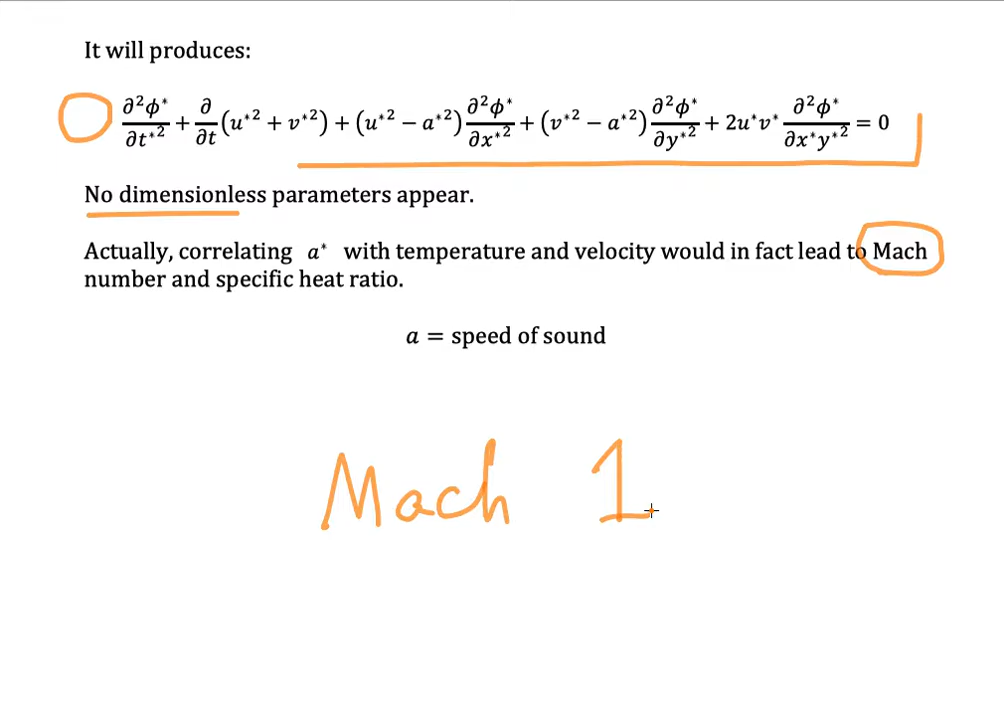 It will produces:
∂²ϕ*/∂t*² + ∂/∂t (u*² + v*²) + (u*² − a*²) ∂²ϕ*/∂x*² + (v*² − a*²) ∂²ϕ*/∂y*² + 2u*v* ∂²ϕ*/∂x*y*² = 0
No dimensionless parameters appear.
Actually, correlating a* with temperature and velocity would in fact lead to Mach
number and specific heat ratio.
a = speed of sound
Mach 1